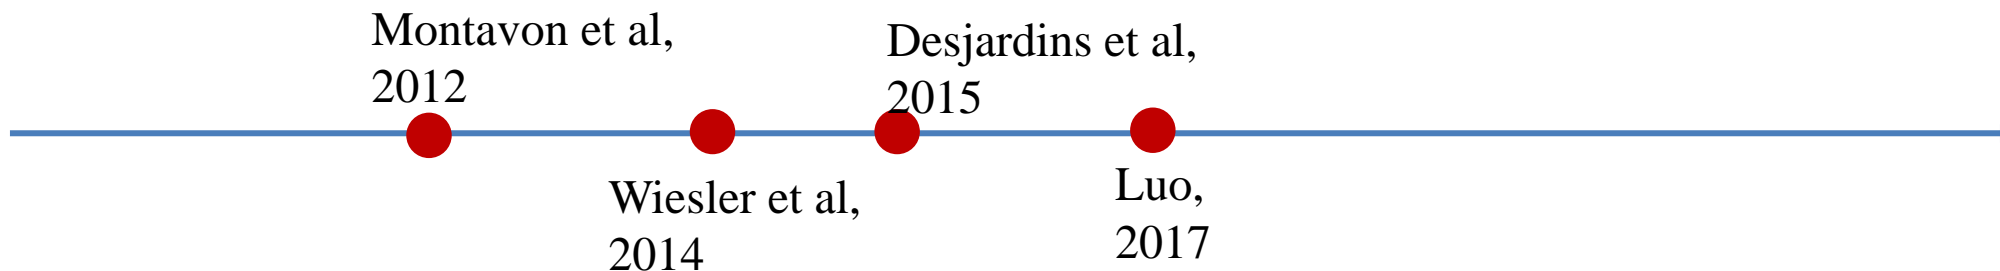 Montavon et al,
2012
Wiesler et al,
2014
Desjardins et al,
2015
Luo,
2017